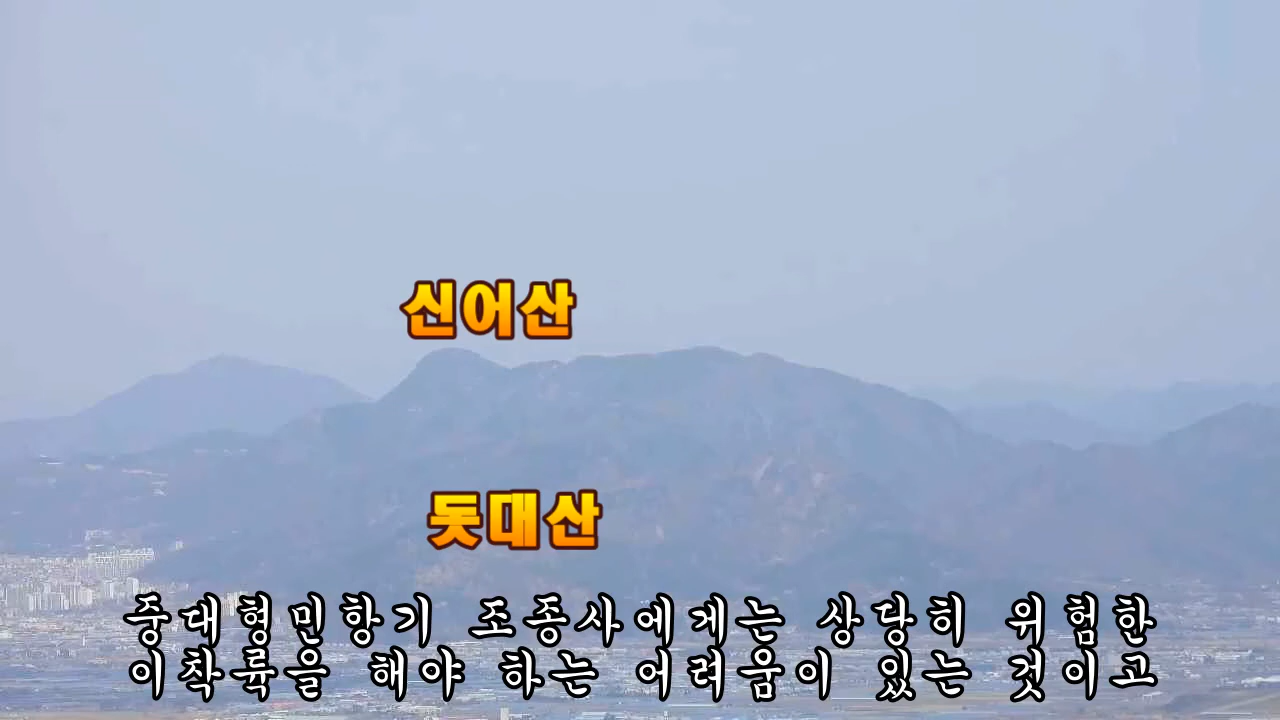 신어산
돗대산
중대형민항기 조종사에게는 상당히 위험한
이착륙을 해야 하는 어려움이 있는 것이고